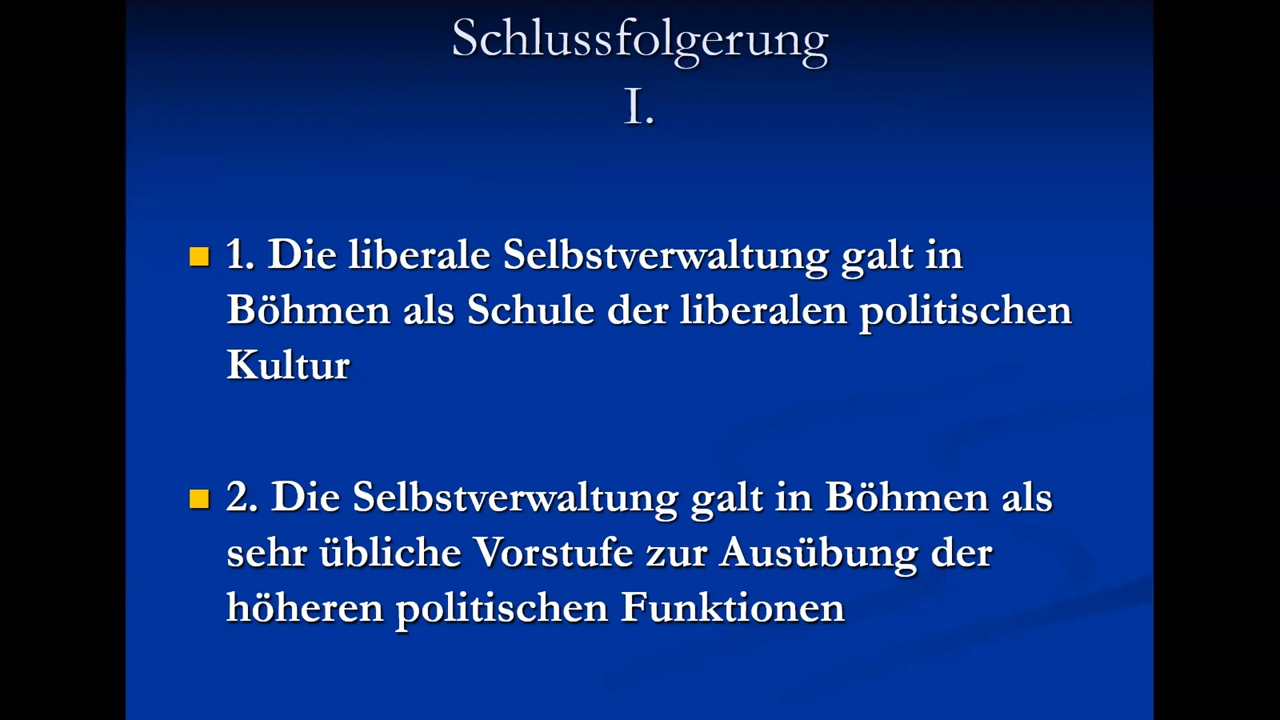 Schlussfolgerung
I.
1. Die liberale Selbstverwaltung galt in
Böhmen als Schule der liberalen politischen
Kultur
2. Die Selbstverwaltung galt in Böhmen als
sehr übliche Vorstufe zur Ausübung der
höheren politischen Funktionen